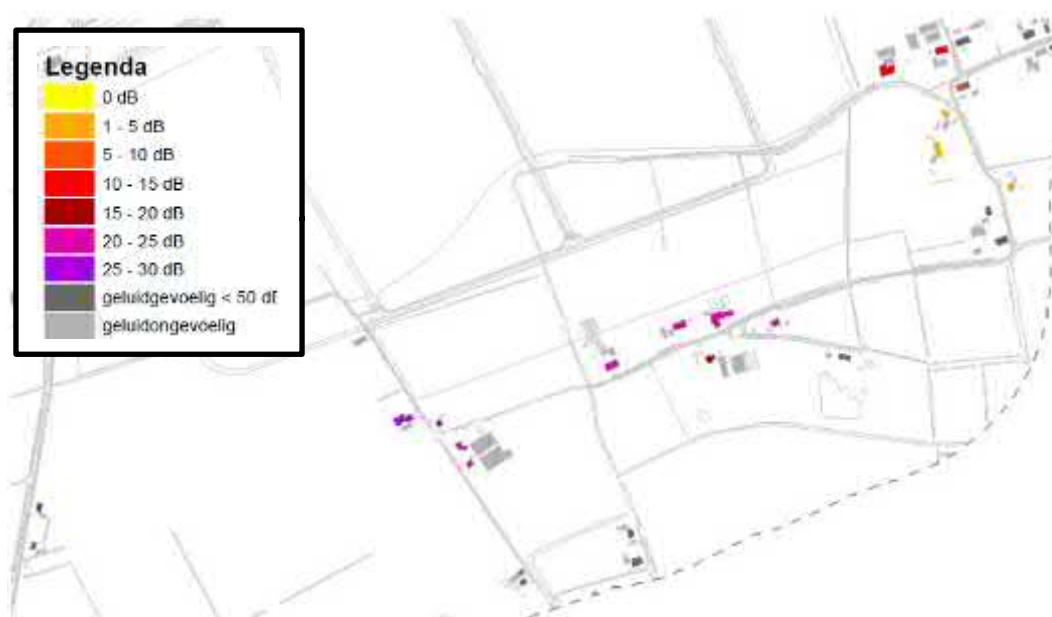 Legenda
0 dB
1 - 5 dB
5 - 10 dB
10 - 15 dB
15 - 20 dB
20 - 25 dB
25 - 30 dB
geluidgevoelig < 50 dE
geluidongevoelig